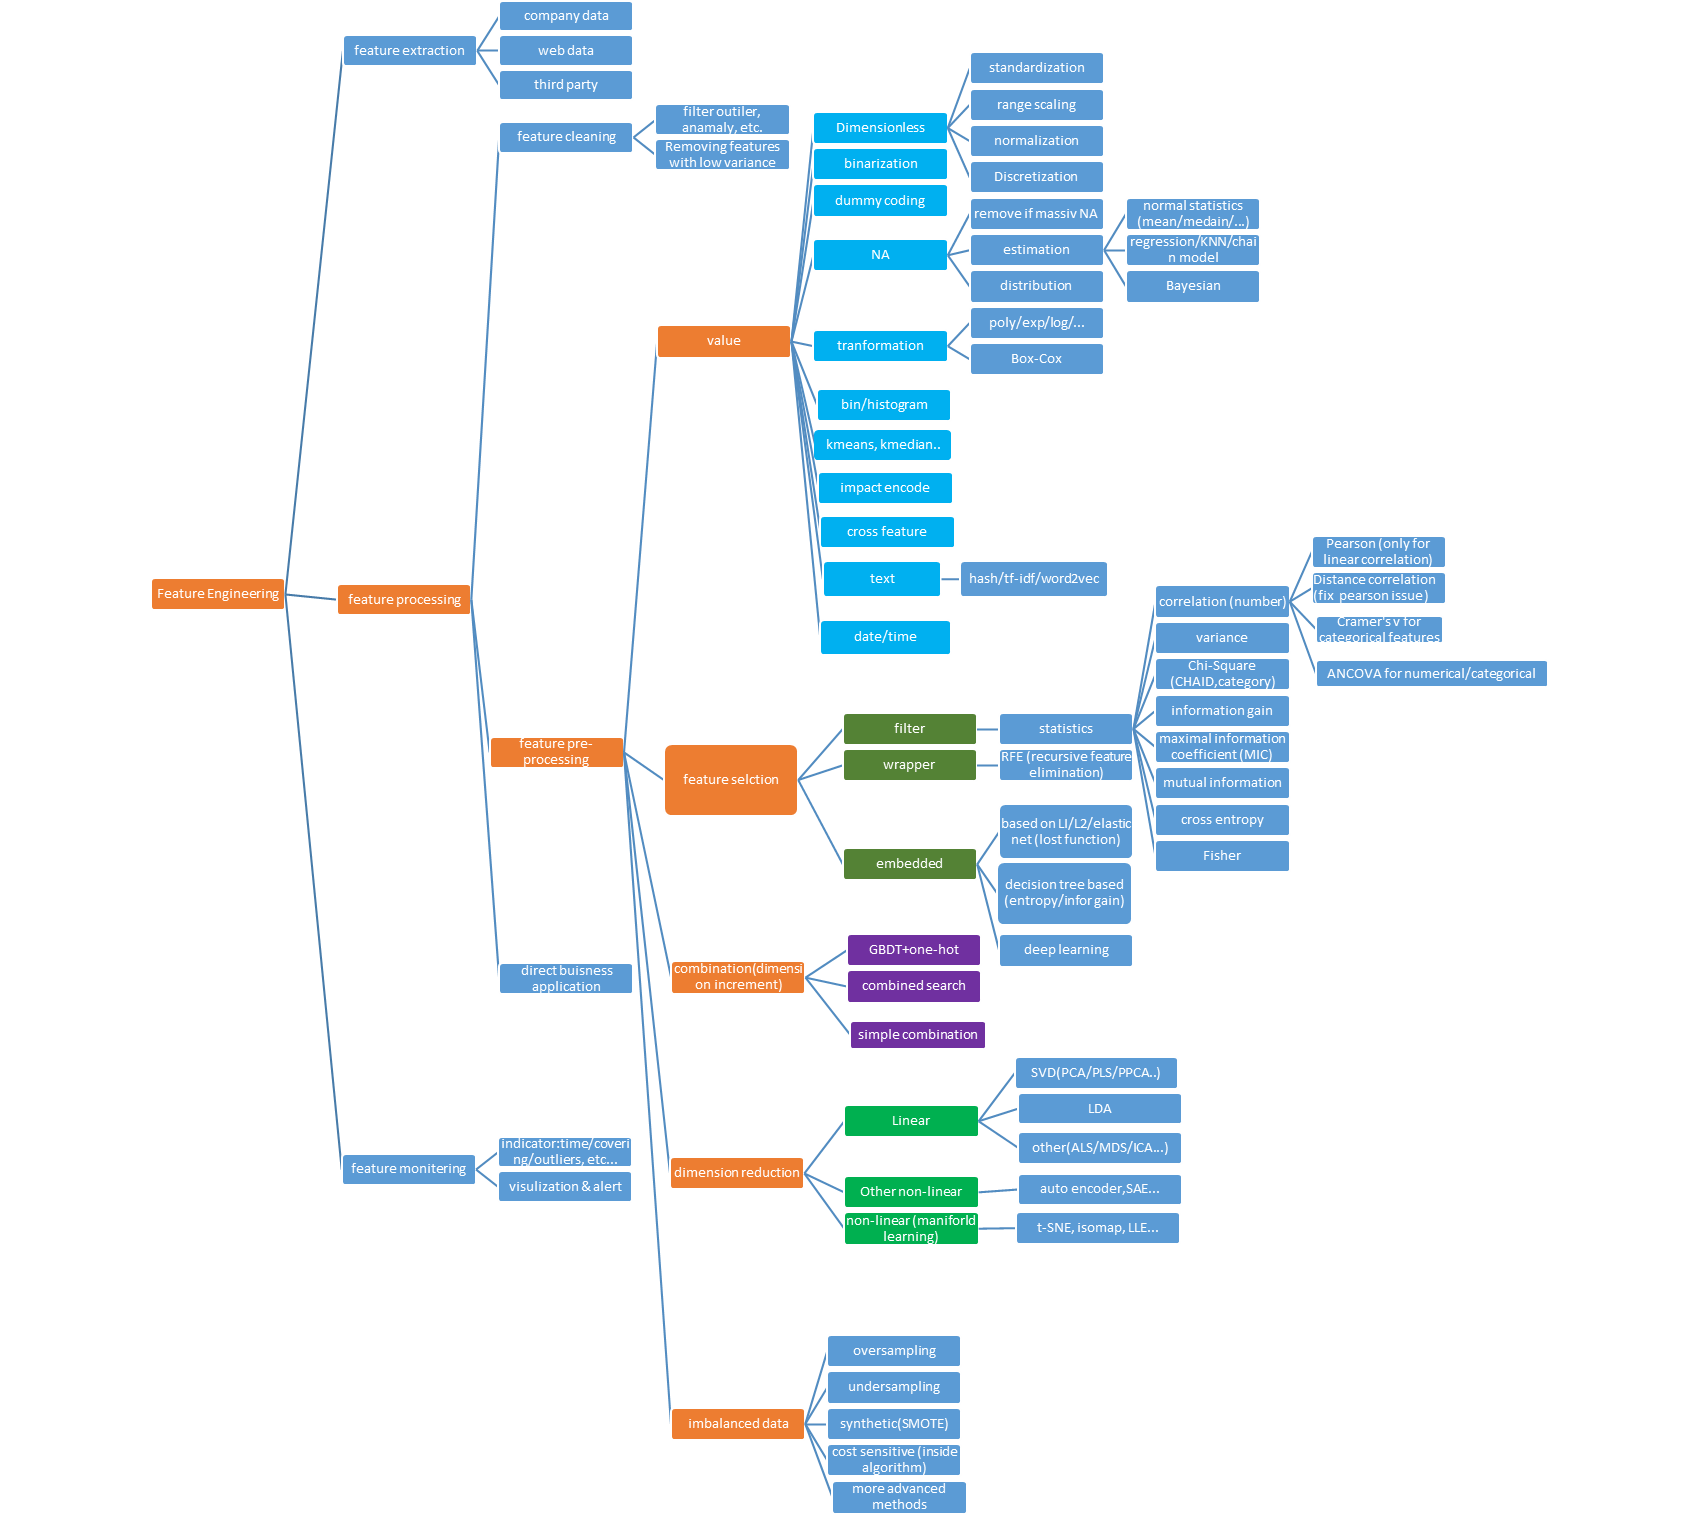 company data
feature extraction
web data
third party
feature cleaning
filter outiler,
anamaly, etc.
Removing features
with low variance
Dimensionless
standardization
range scaling
normalization
Discretization
binarization
dummy coding
NA
remove if massiv NA
estimation
distribution
normal statistics
(mean/medain/...)
regression/KNN/chai
n model
Bayesian
value
tranformation
poly/exp/log/...
Box-Cox
bin/histogram
kmeans, kmedian..
impact encode
cross feature
text
hash/tf-idf/word2vec
date/time
Feature Engineering
feature processing
feature pre-
processing
feature selction
filter
statistics
correlation (number)
Pearson (only for
linear correlation)
Distance correlation
(fix pearson issue)
Cramer's v for
categorical features
ANCOVA for numerical/categorical
variance
Chi-Square
(CHAID,category)
information gain
maximal information
coefficient (MIC)
mutual information
cross entropy
Fisher
wrapper
RFE (recursive feature
elimination)
embedded
based on LI/L2/elastic
net (lost function)
decision tree based
(entropy/infor gain)
deep learning
direct buisness
application
combination(dimensi
on increment)
GBDT+one-hot
combined search
simple combination
feature monitering
indicator:time/coveri
ng/outliers, etc...
visulization & alert
dimension reduction
Linear
SVD(PCA/PLS/PPCA..)
LDA
other(ALS/MDS/ICA...)
Other non-linear
auto encoder,SAE...
non-linear (maniforld
learning)
t-SNE, isomap, LLE...
imbalanced data
oversampling
undersampling
synthetic(SMOTE)
cost sensitive (inside
algorithm)
more advanced
methods